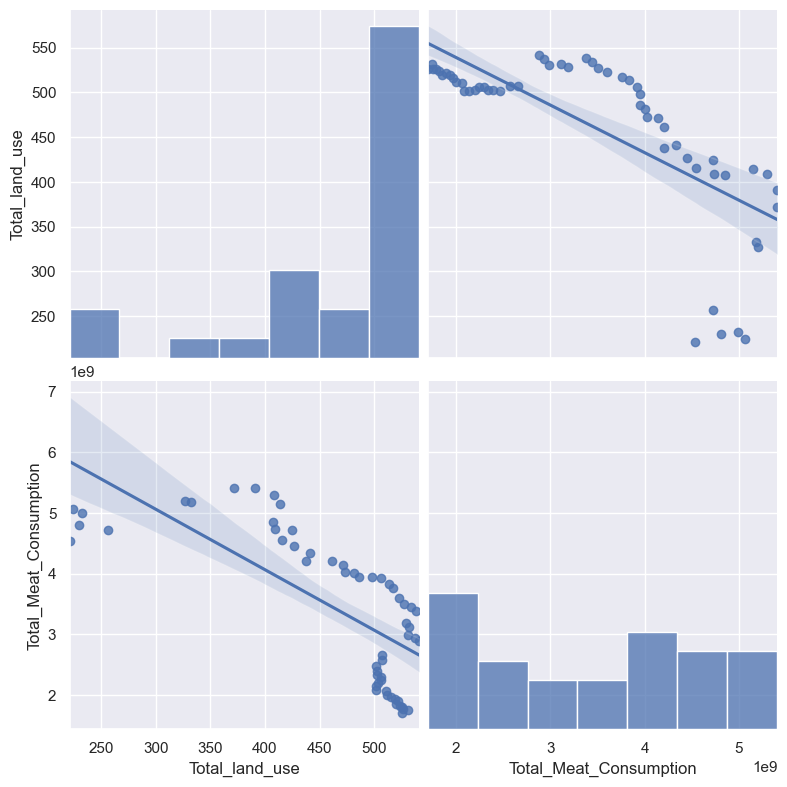 550
500
450
400
350
300
250
Total_land_use
1e9
7
6
5
4
3
2
Total_Meat_Consumption
250 300 350 400 450 500
Total_land_use
2 3 4 5
1e9
Total_Meat_Consumption